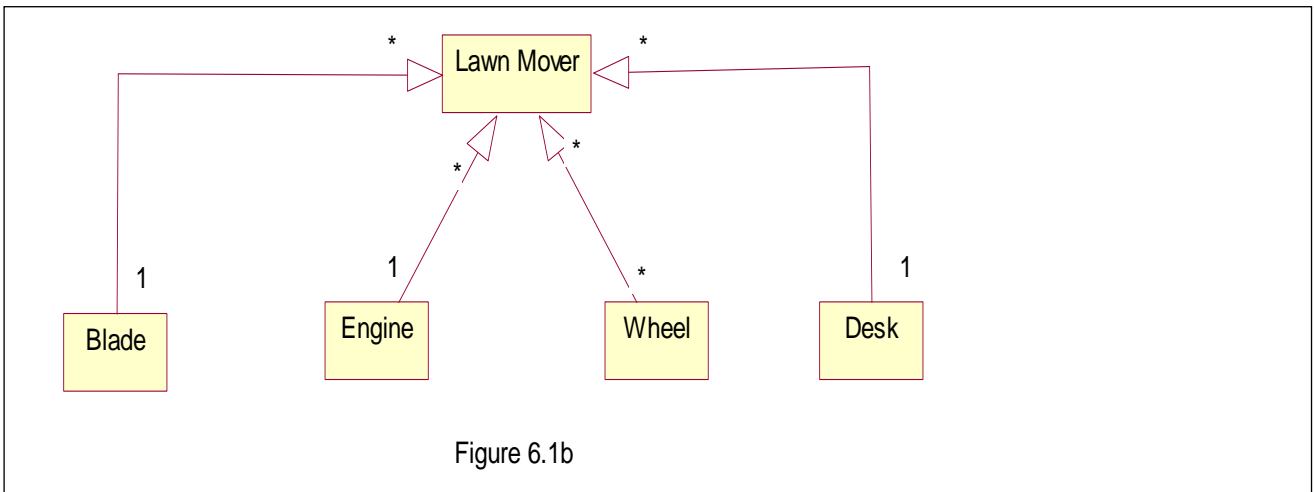 * *
Lawn Mover
* *
1 1 * 1
Blade Engine Wheel Desk
Figure 6.1b